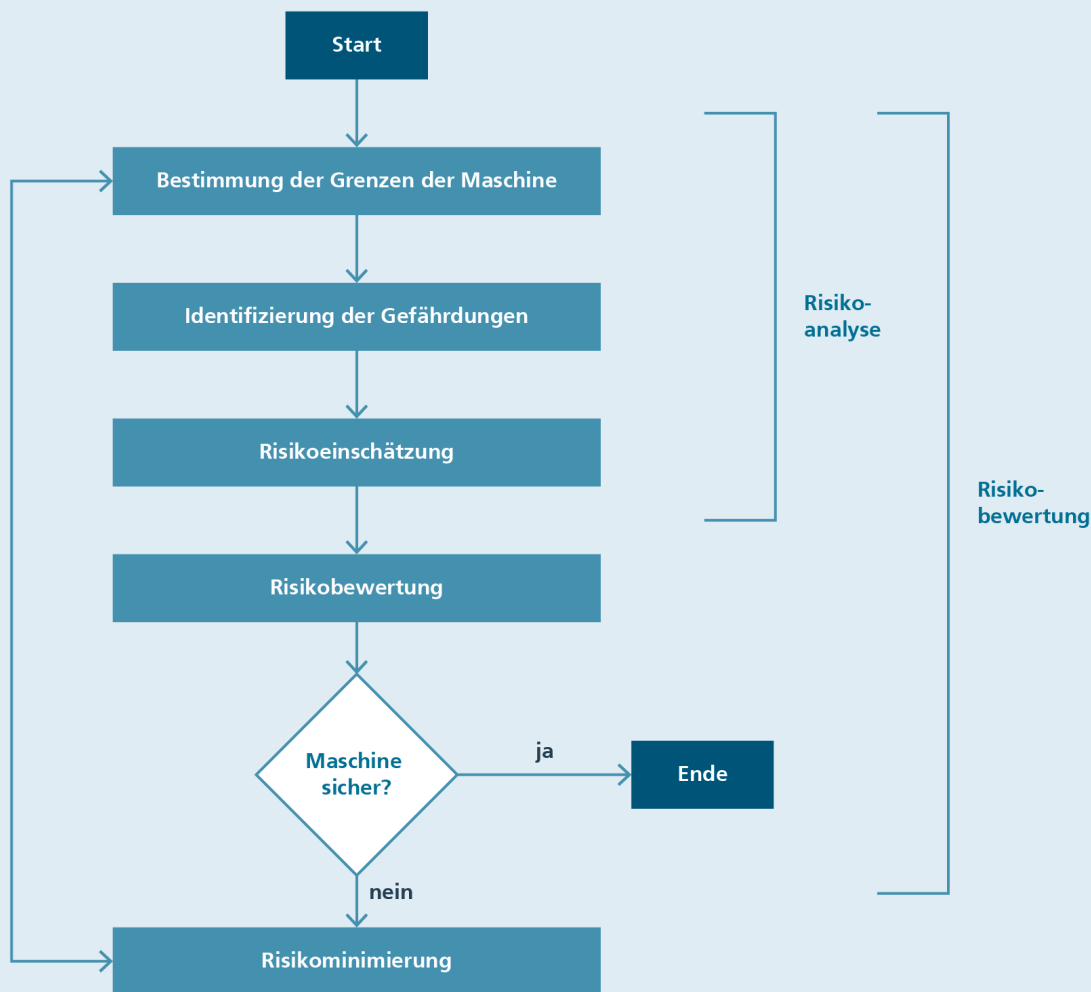 Start
Bestimmung der Grenzen der Maschine
Identifizierung der Gefährdungen
Risiko-
analyse
Risikoeinschätzung
Risiko-
bewertung
Risikobewertung
Maschine
sicher?
ja
Ende
nein
Risikominimierung